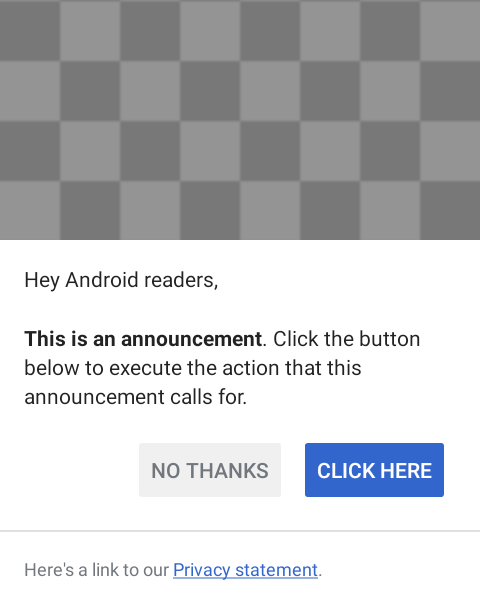 Hey Android readers,
This is an announcement. Click the button
below to execute the action that this
announcement calls for.
NO THANKS
CLICK HERE
Here's a link to our Privacy statement.